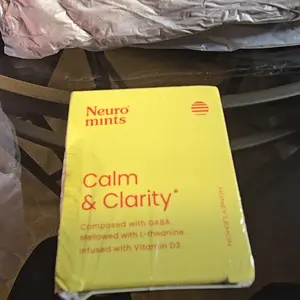 Neuro®
mints
Calm
& Clarity*
Composed with GABA.
Mellowed with L-theanine.
Infused with Vitamin D3.
HONEY LEMON